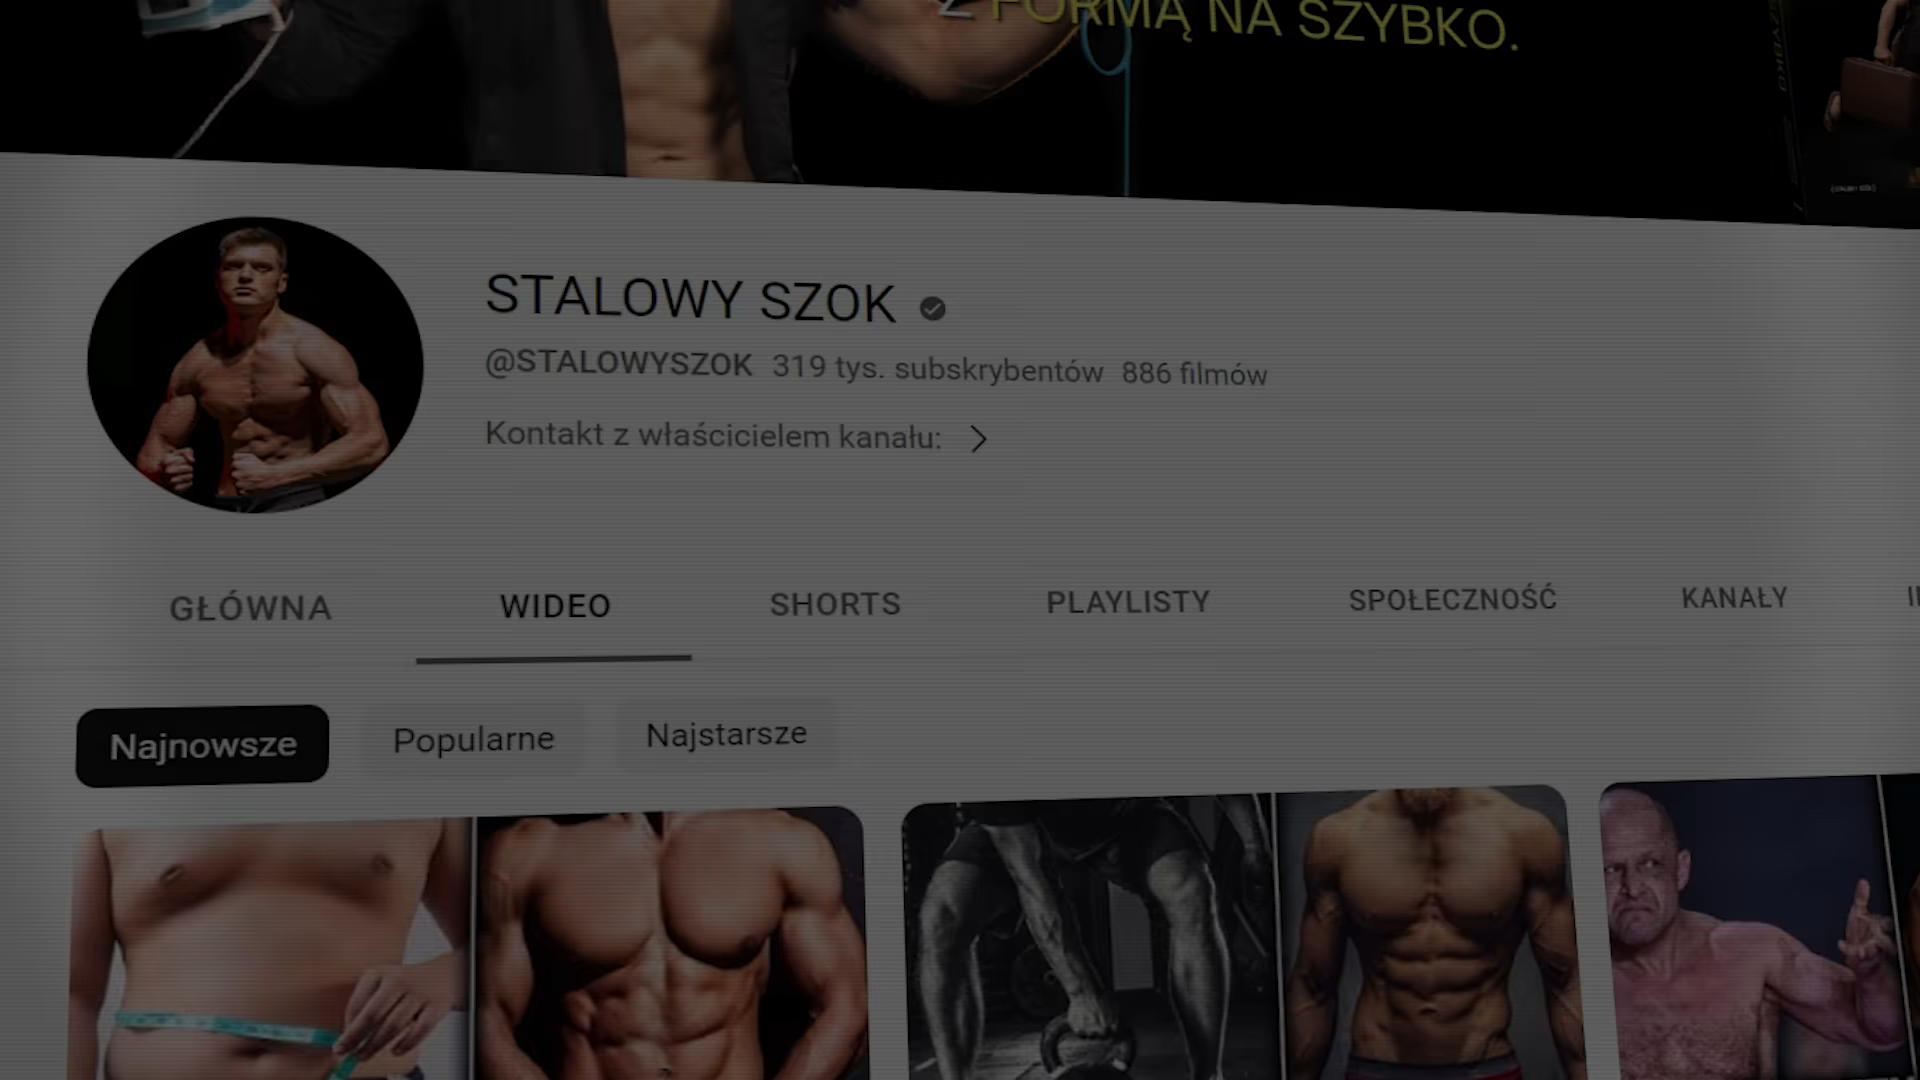 Z FORMĄ NA SZYBKO.
STALOWY SZOK
@STALOWYSZOK 319 tys. subskrybentów 886 filmów
Kontakt z właścicielem kanału:
GŁÓWNA WIDEO SHORTS PLAYLISTY SPOŁECZNOŚĆ KANAŁY
Najnowsze Popularne Najstarsze